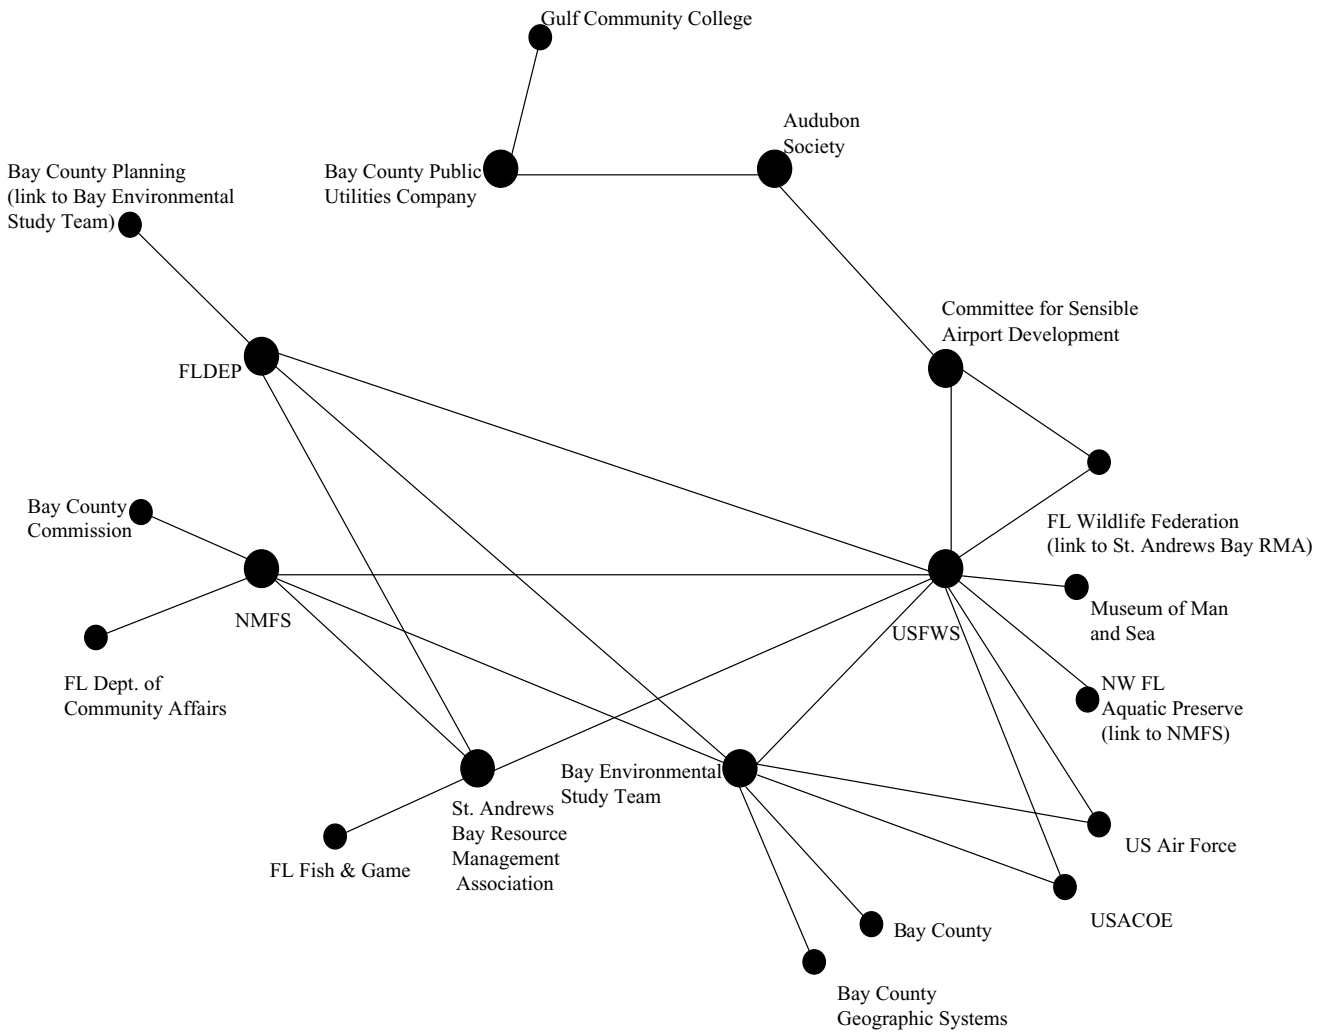 Gulf Community College
Audubon
Society
Bay County Planning
(link to Bay Environmental
Study Team)
Bay County Public
Utilities Company
Committee for Sensible
Airport Development
FLDEP
Bay County
Commission
FL Wildlife Federation
(link to St. Andrews Bay RMA)
NMFS
USFWS
Museum of Man
and Sea
FL Dept. of
Community Affairs
NW FL
Aquatic Preserve
(link to NMFS)
Bay Environmental
Study Team
St. Andrews
Bay Resource
Management
Association
US Air Force
FL Fish & Game
USACOE
Bay County
Bay County
Geographic Systems